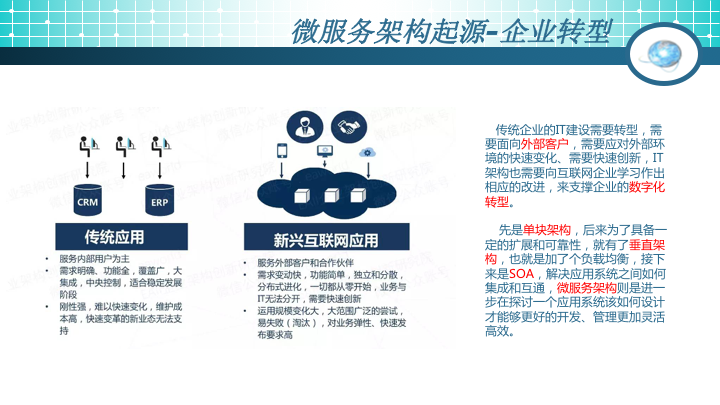 微服务架构起源-企业转型
CRM
ERP
传统应用
• 服务内部用户为主
• 需求明确、功能全，覆盖广，大
集成，中央控制，适合稳定发展
阶段
• 刚性强，难以快速变化，维护成
本高，快速变革的新业态无法支
持
新兴互联网应用
• 服务外部客户和合作伙伴
• 需求变动快，功能简单，独立和分散，
分布式进化，一切都从零开始，业务与
IT无法分开，需要快速创新
• 运用规模变化大，大范围广泛的尝试，
易失败（淘汰），对业务弹性、快速发
布要求高
传统企业的IT建设需要转型，需
要面向外部客户，需要应对外部环
境的快速变化、需要快速创新，IT
架构也需要向互联网企业学习作出
相应的改进，来支撑企业的数字化
转型。
先是单块架构，后来为了具备一
定的扩展和可靠性，就有了垂直架
构，也就是加了个负载均衡，接下
来是SOA，解决应用系统之间如何
集成和互通，微服务架构则是进一
步在探讨一个应用系统该如何设计
才能够更好的开发、管理更加灵活
高效。